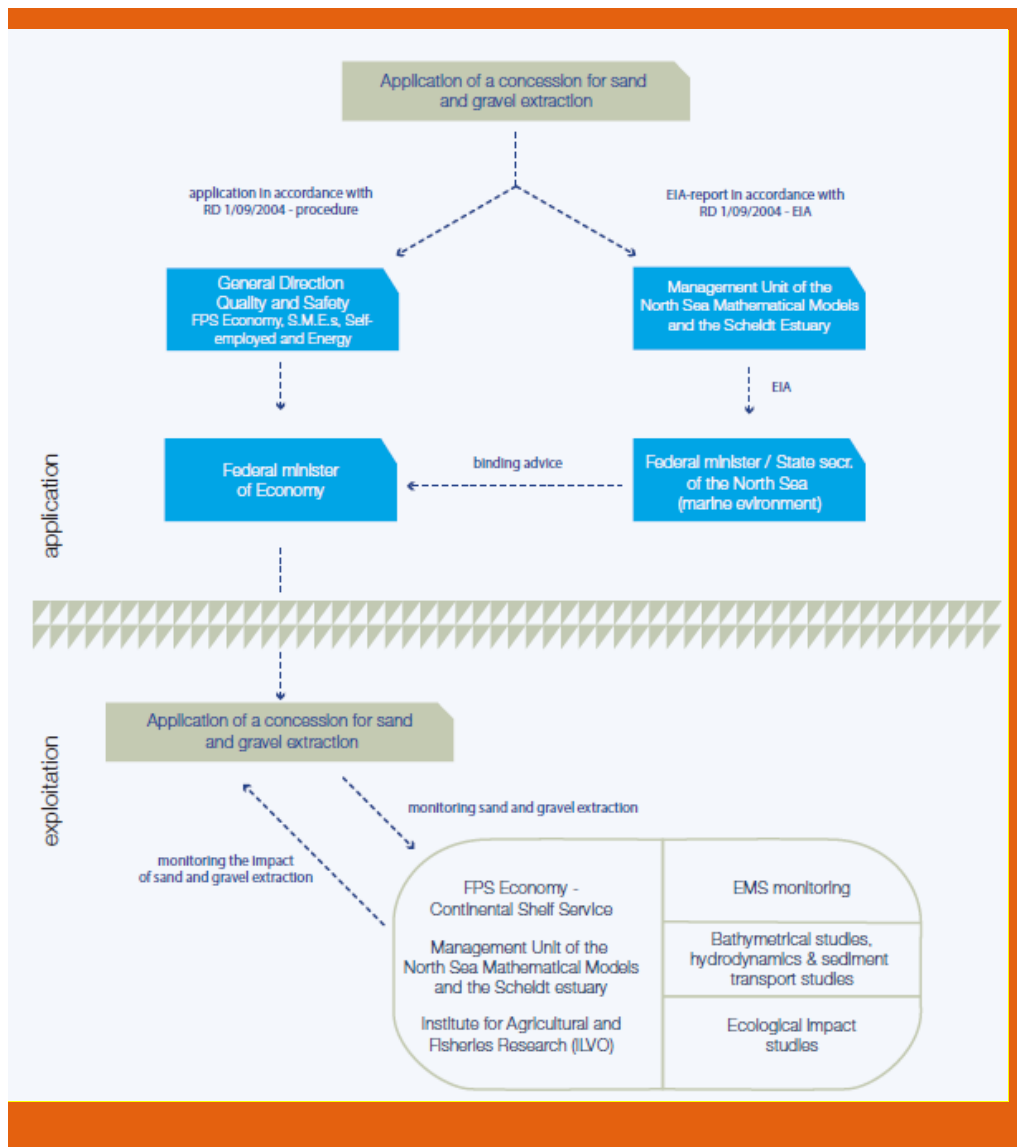 Application of a concession for sand
and gravel extraction
application in accordance with
RD 1/09/2004 - procedure
EIA-report in accordance with
RD 1/09/2004 - EIA
General Direction
Quality and Safety
FPS Economy, S.M.E.s, Self-
employed and Energy
Management Unit of the
North Sea Mathematical Models
and the Scheldt Estuary
EIA
application
Federal minister
of Economy
binding advice
Federal minister / State secr.
of the North Sea
(marine evironment)
exploitation
Application of a concession for sand
and gravel extraction
monitoring sand and gravel extraction
monitoring the impact
of sand and gravel extraction
FPS Economy -
Continental Shelf Service
Management Unit of the
North Sea Mathematical Models
and the Scheldt estuary
Institute for Agricultural and
Fisheries Research (ILVO)
EMS monitoring
Bathymetrical studies,
hydrodynamics & sediment
transport studies
Ecological impact
studies